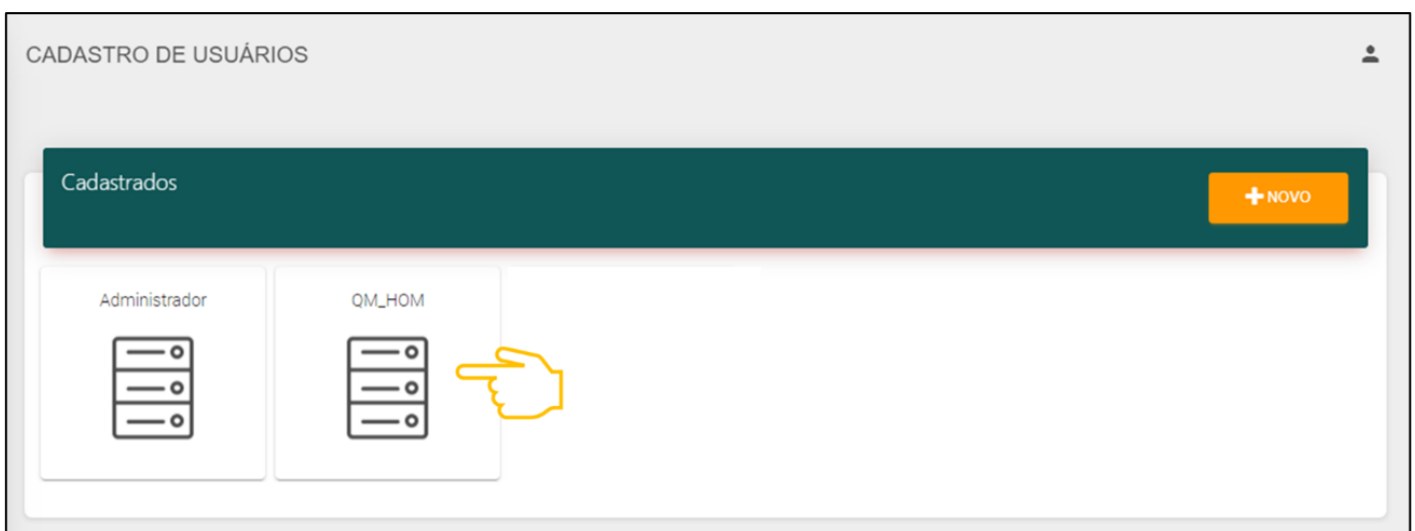 CADASTRO DE USUÁRIOS
Cadastrados
NOVO
Administrador
QM_HOM